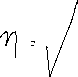 η = √